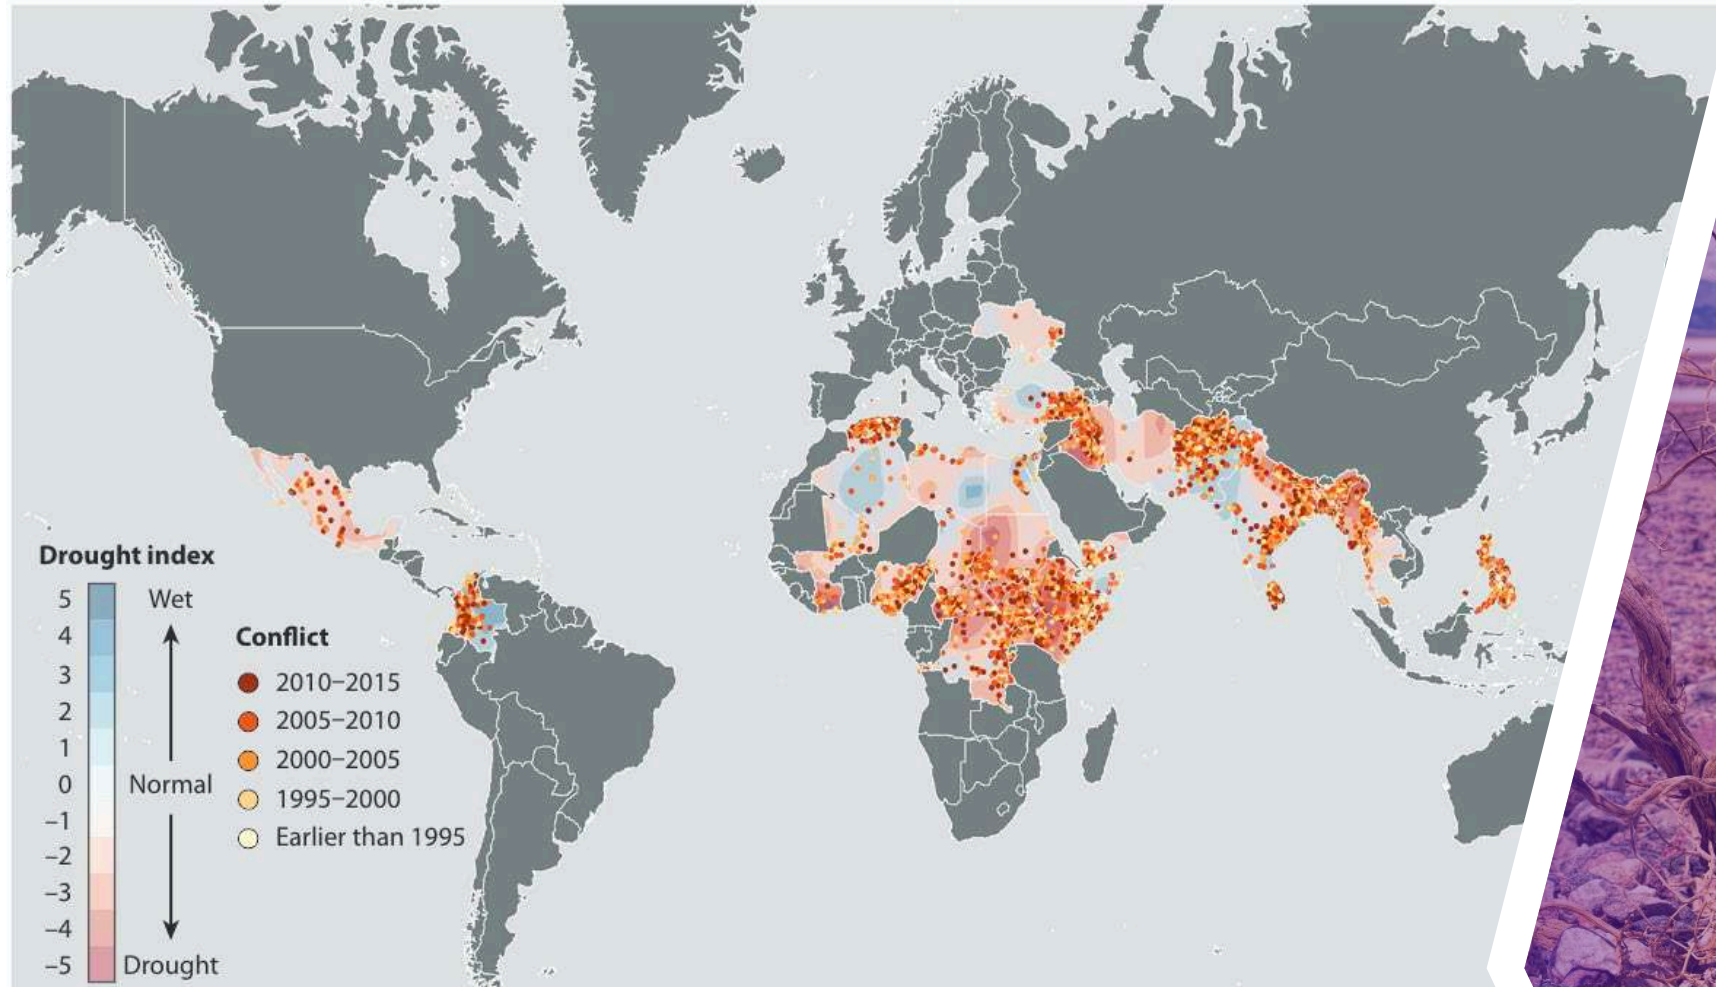 Drought index
5
Wet
4
3
2
1
0
Normal
–1
–2
–3
–4
–5
Drought
Conflict
2010–2015
2005–2010
2000–2005
1995–2000
Earlier than 1995